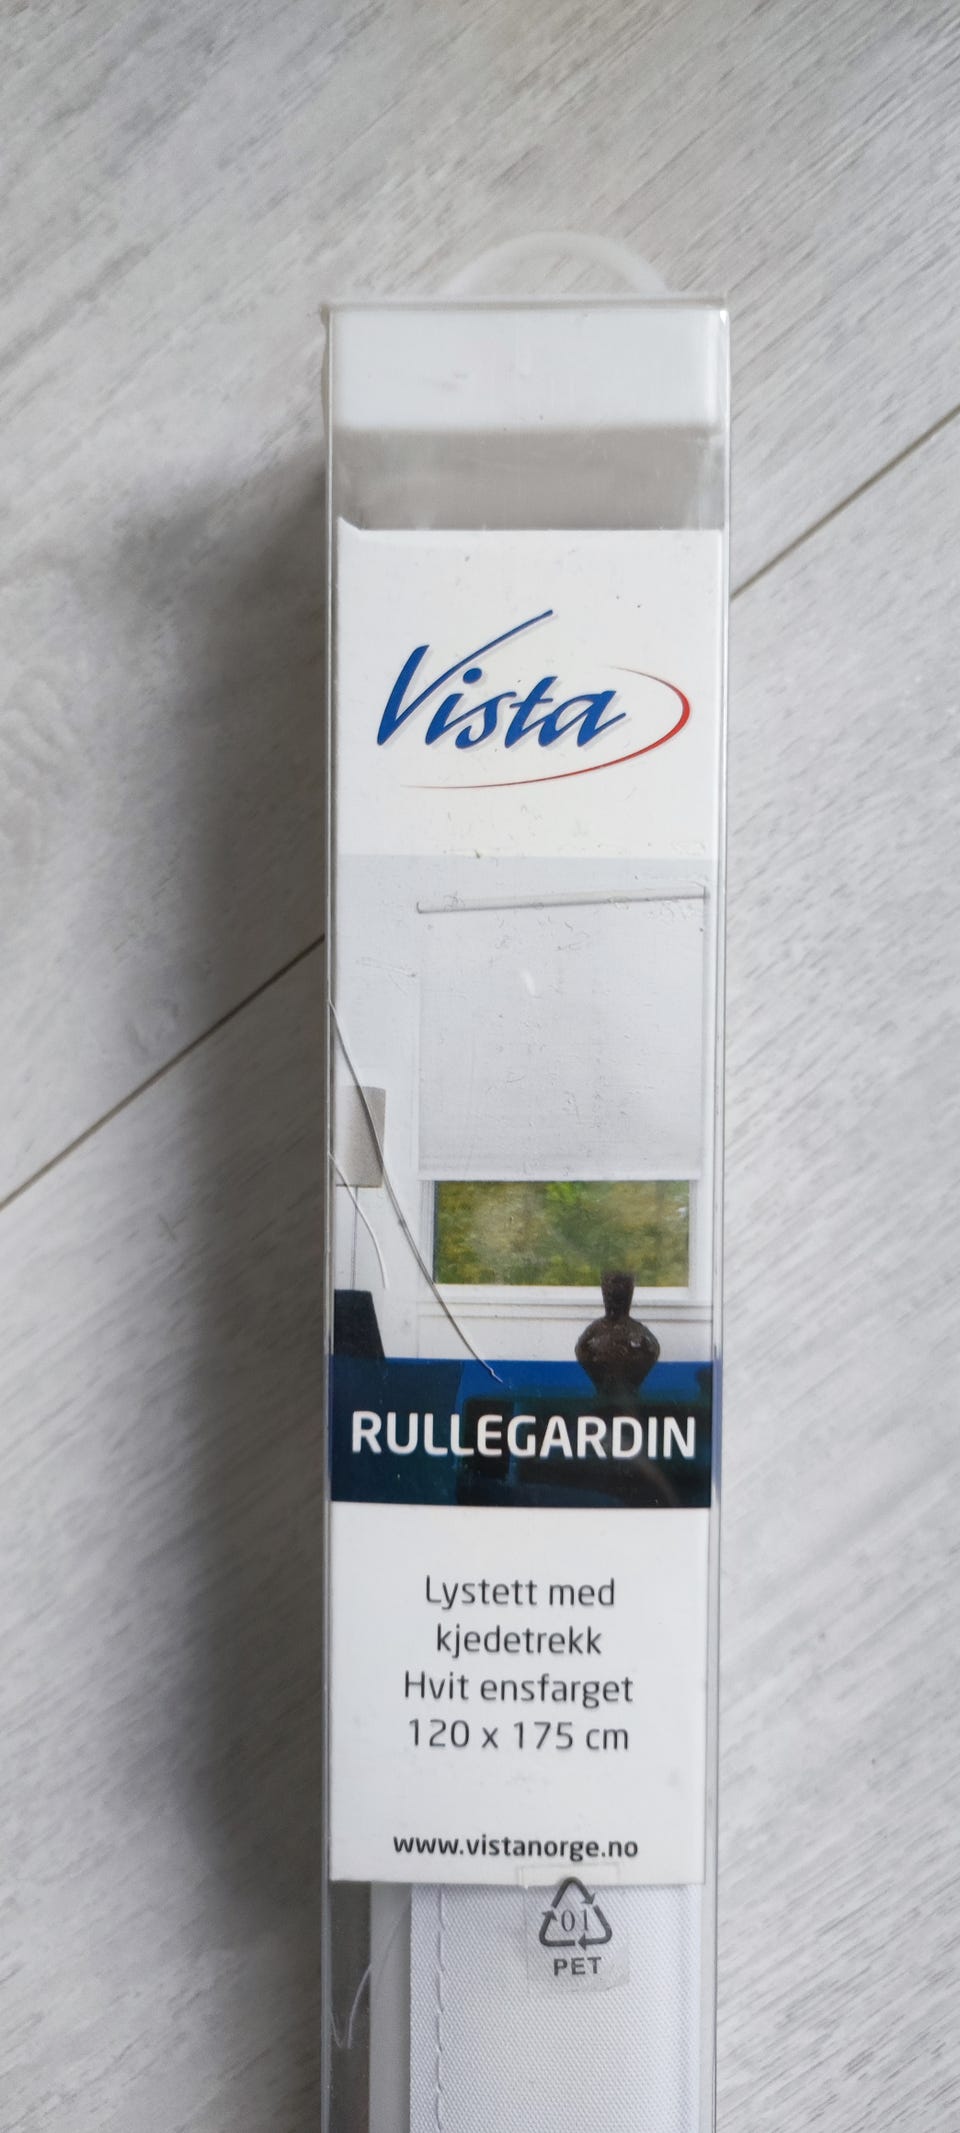 Vista
RULLEGARDIN
Lystett med
kjedetrekk
Hvit ensfarget
120 x 175 cm
www.vistanorge.no
01
PET